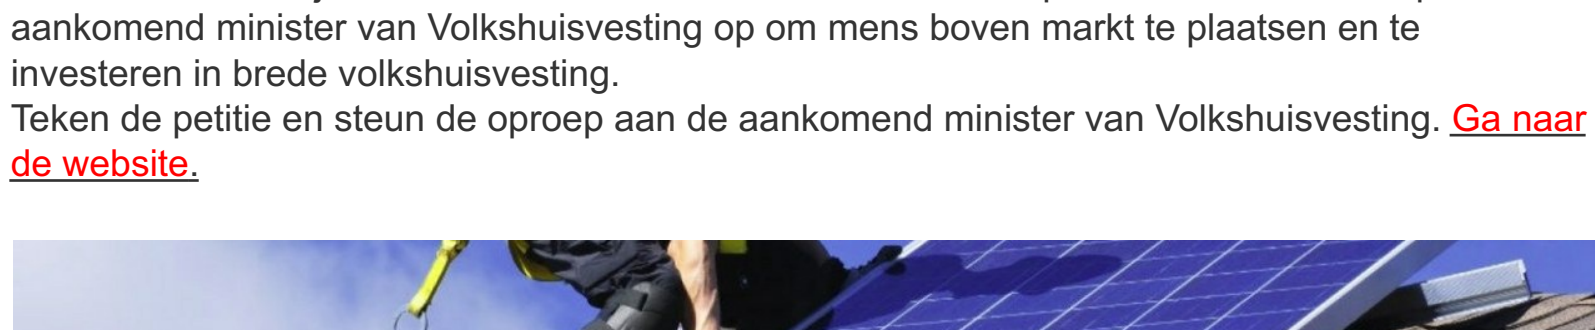 aankomend minister van Volkshuisvesting op om mens boven markt te plaatsen en te
investeren in brede volkshuisvesting.
Teken de petitie en steun de oproep aan de aankomend minister van Volkshuisvesting. Ga naar
de website.